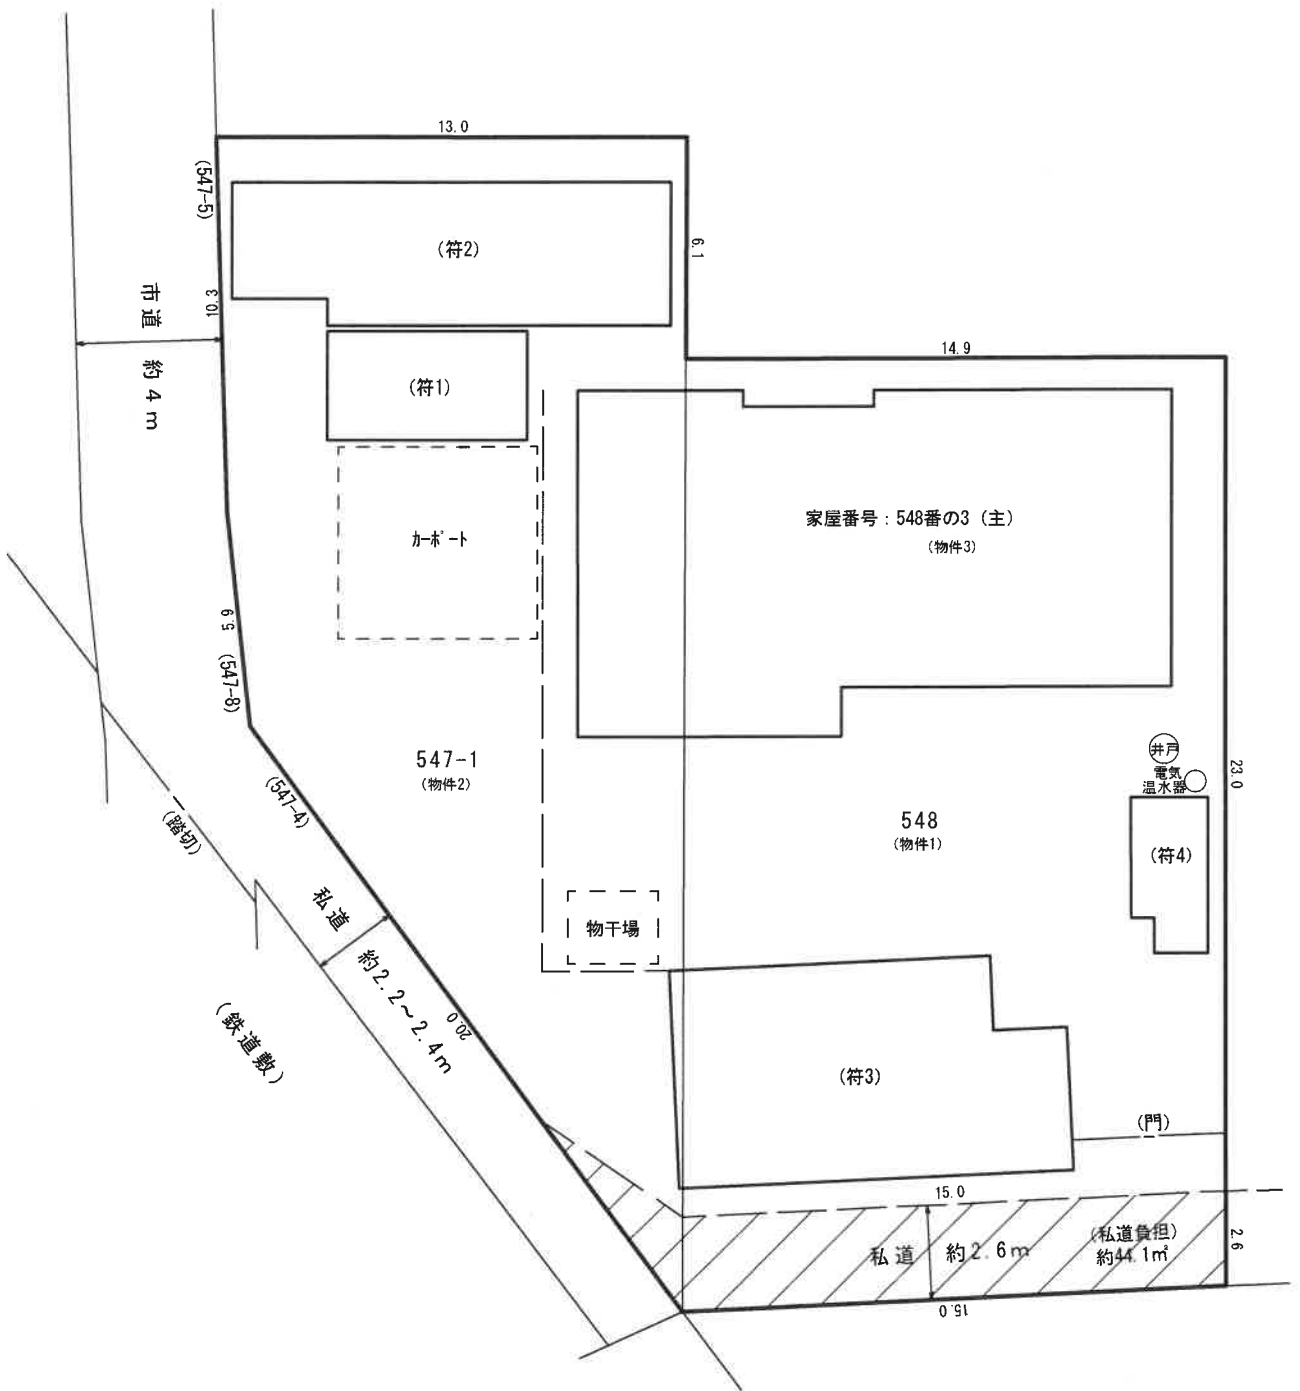 13.0
(547-5)
(符2)
6.1
市道 約4m
10.3
14.9
(符1)
家屋番号：548番の3（主）
(物件3)
ｶｰﾎﾟｰﾄ
5.9
(547-8)
547-1
(物件2)
井戸
電気
温水器
23.0
(547-4)
(踏切)
548
(物件1)
(符4)
私道 約2.2～2.4m
物干場
20.0
(鉄道敷)
(符3)
(門)
15.0
私道 約2.6m
(私道負担)
約44.1㎡
2.6
15.0